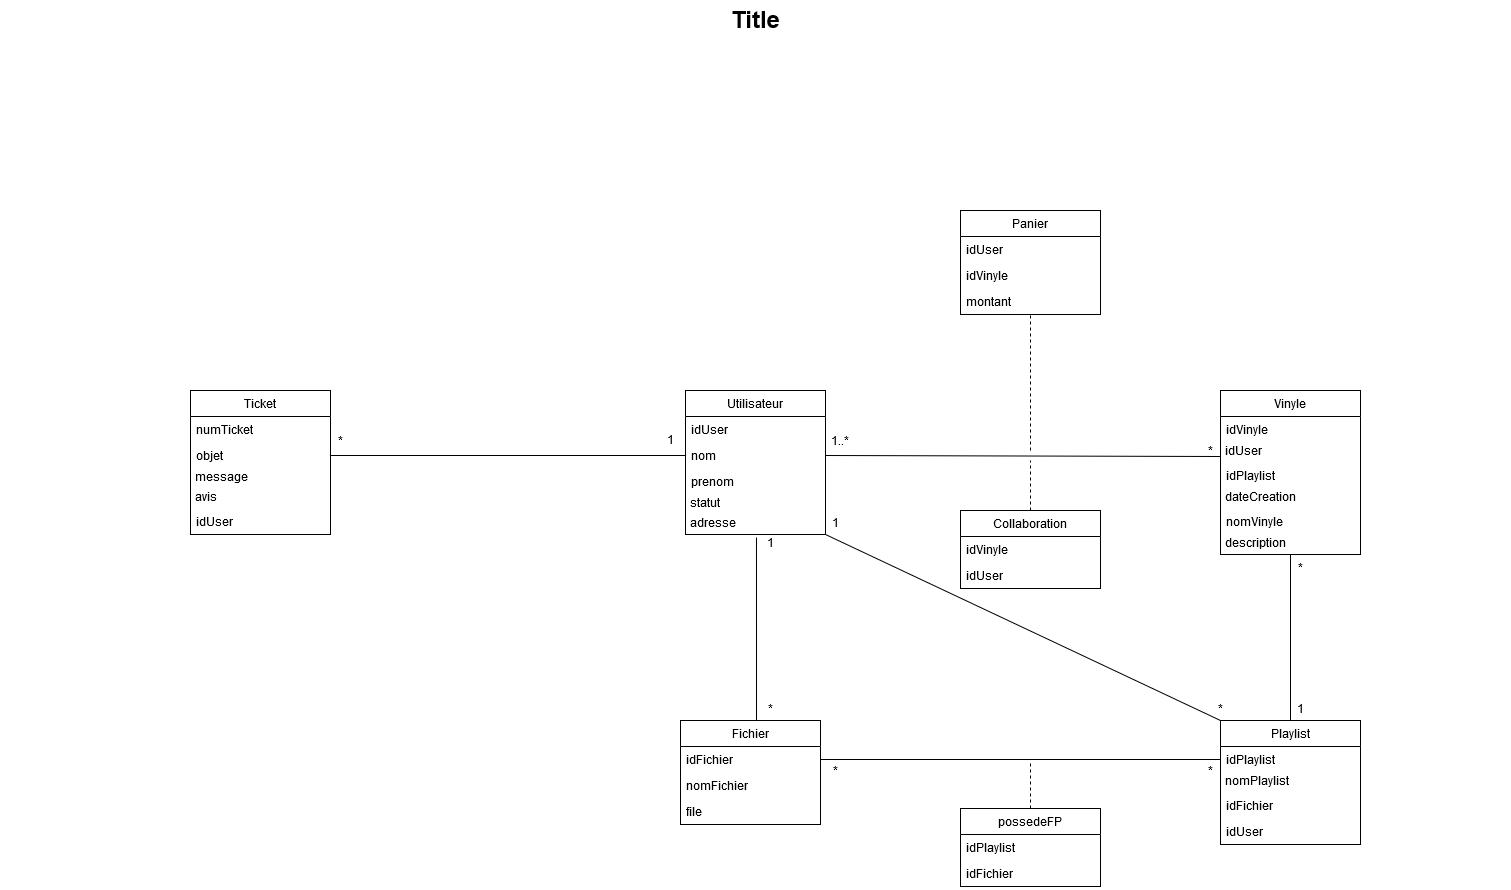 Title
Panier
idUser
idVinyle
montant
Ticket
numTicket
objet
message
avis
idUser
*
1
Utilisateur
idUser
nom
prenom
statut
adresse
1..*
*
1
1
*
Vinyle
idVinyle
idUser
idPlaylist
dateCreation
nomVinyle
description
*
1
*
Collaboration
idVinyle
idUser
Fichier
idFichier
nomFichier
file
*
*
Playlist
idPlaylist
nomPlaylist
idFichier
idUser
possedeFP
idPlaylist
idFichier